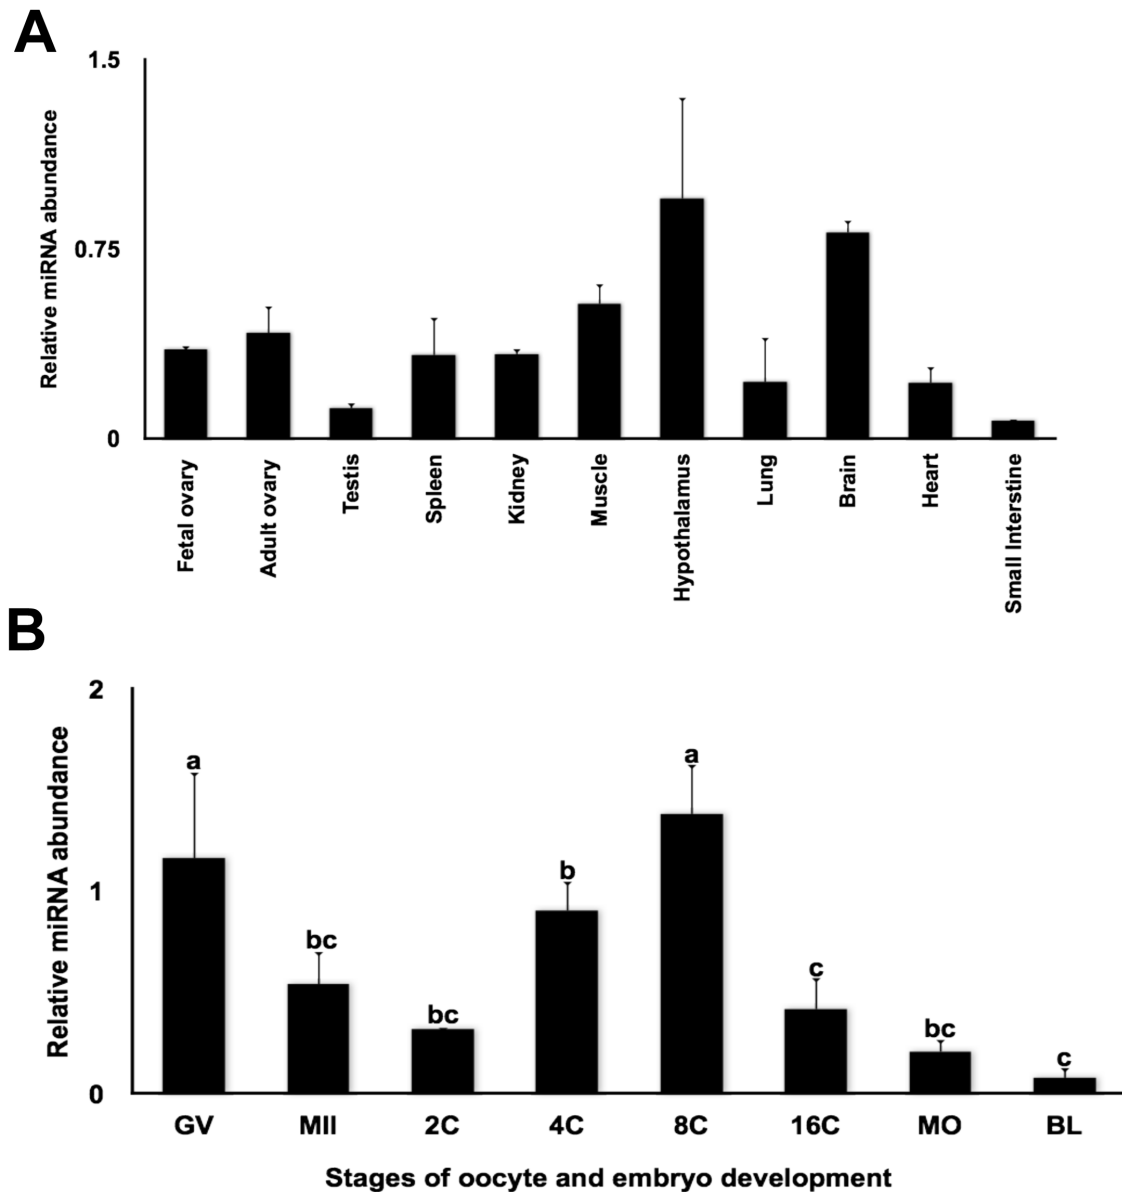 A
1.5
0.75
0
Relative miRNA abundance
Fetal ovary
Adult ovary
Testis
Spleen
Kidney
Muscle
Hypothalamus
Lung
Brain
Heart
Small Interstine
B
2
1
0
Relative miRNA abundance
a
bc
bc
b
a
c
bc
c
GV MII 2C 4C 8C 16C MO BL
Stages of oocyte and embryo development